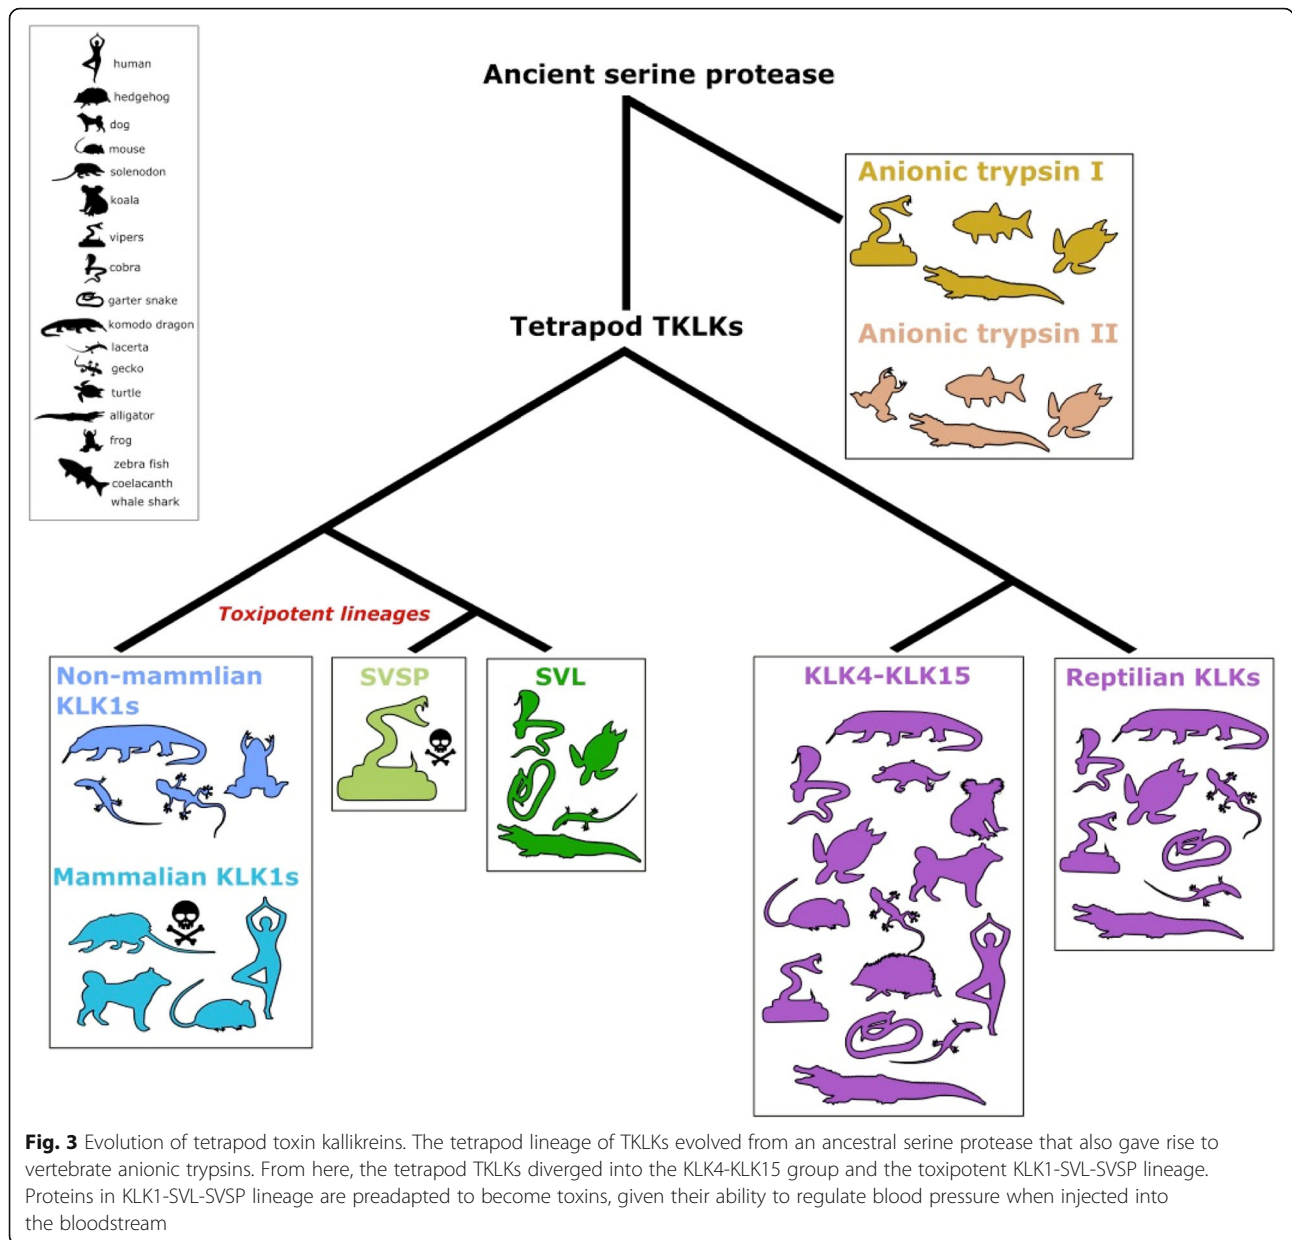 human
hedgehog
dog
mouse
solenodon
koala
vipers
cobra
garter snake
komodo dragon
lacerta
gecko
turtle
alligator
frog
zebra fish
coelacanth
whale shark
Ancient serine protease
Anionic trypsin I
Anionic trypsin II
Tetrapod TKLKs
Toxipotent lineages
Non-mammlian
KLK1s
Mammalian KLK1s
SVSP
SVL
KLK4-KLK15
Reptilian KLKs
Fig. 3 Evolution of tetrapod toxin kallikreins. The tetrapod lineage of TKLKs evolved from an ancestral serine protease that also gave rise to
vertebrate anionic trypsins. From here, the tetrapod TKLKs diverged into the KLK4-KLK15 group and the toxipotent KLK1-SVL-SVSP lineage.
Proteins in KLK1-SVL-SVSP lineage are preadapted to become toxins, given their ability to regulate blood pressure when injected into
the bloodstream